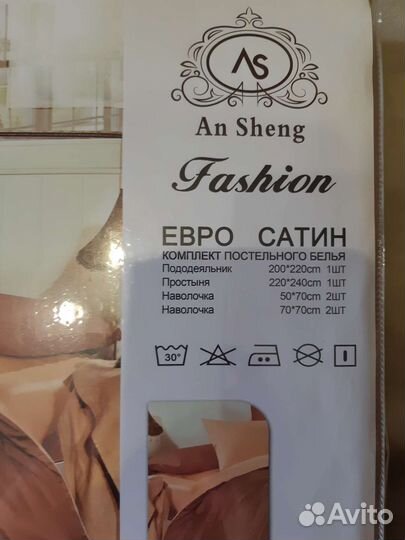 AS
An Sheng
Fashion
ЕВРО САТИН
КОМПЛЕКТ ПОСТЕЛЬНОГО БЕЛЬЯ
Пододеяльник 200*220cm 1ШТ
Простыня 220*240cm 1ШТ
Наволочка 50*70cm 2ШТ
Наволочка 70*70cm 2ШТ
30°
Avito